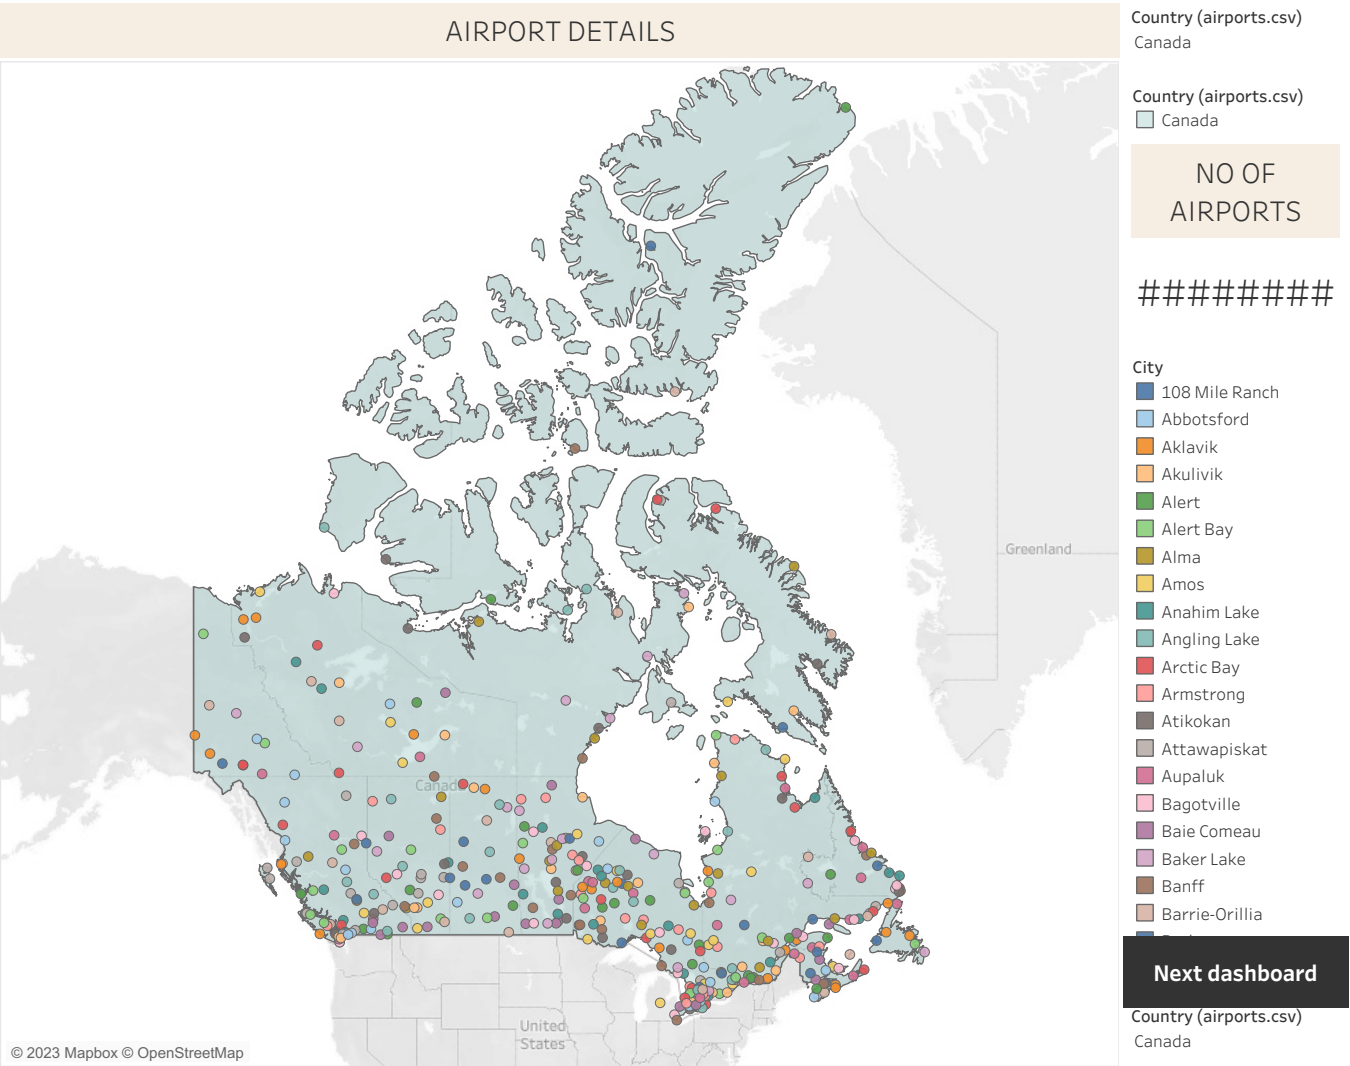 AIRPORT DETAILS
Country (airports.csv)
Canada
Country (airports.csv)
Canada
NO OF
AIRPORTS
########
City
108 Mile Ranch
Abbotsford
Aklavik
Akulivik
Alert
Alert Bay
Alma
Amos
Anahim Lake
Angling Lake
Arctic Bay
Armstrong
Atikokan
Attawapiskat
Aupaluk
Bagotville
Baie Comeau
Baker Lake
Banff
Barrie-Orillia
Next dashboard
Country (airports.csv)
Canada
Greenland
Canada
United
States
© 2023 Mapbox © OpenStreetMap